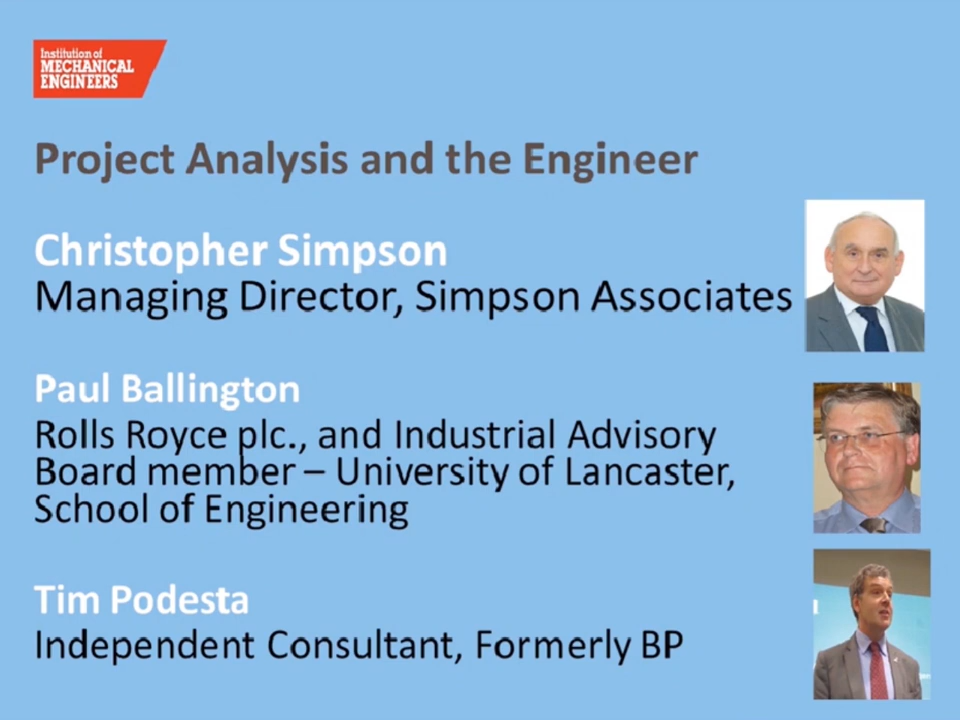 Institution of
MECHANICAL
ENGINEERS
Project Analysis and the Engineer
Christopher Simpson
Managing Director, Simpson Associates
Paul Ballington
Rolls Royce plc., and Industrial Advisory
Board member – University of Lancaster,
School of Engineering
Tim Podesta
Independent Consultant, Formerly BP